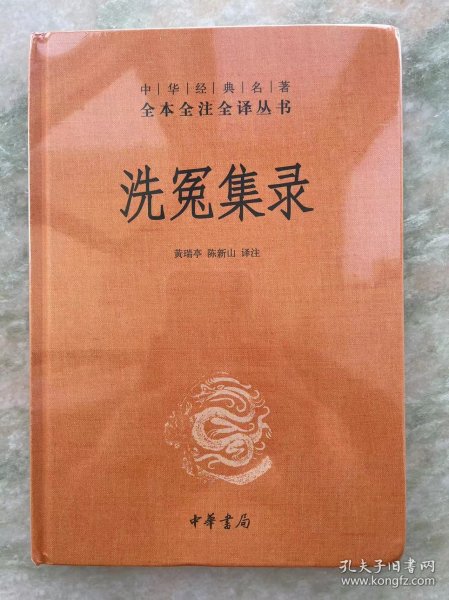 中|华|经|典|名|著
全本全注全译丛书
洗冤集录
黄瑞亭 陈新山 译注
中華書局
孔夫子旧书网
www.kongfz.com